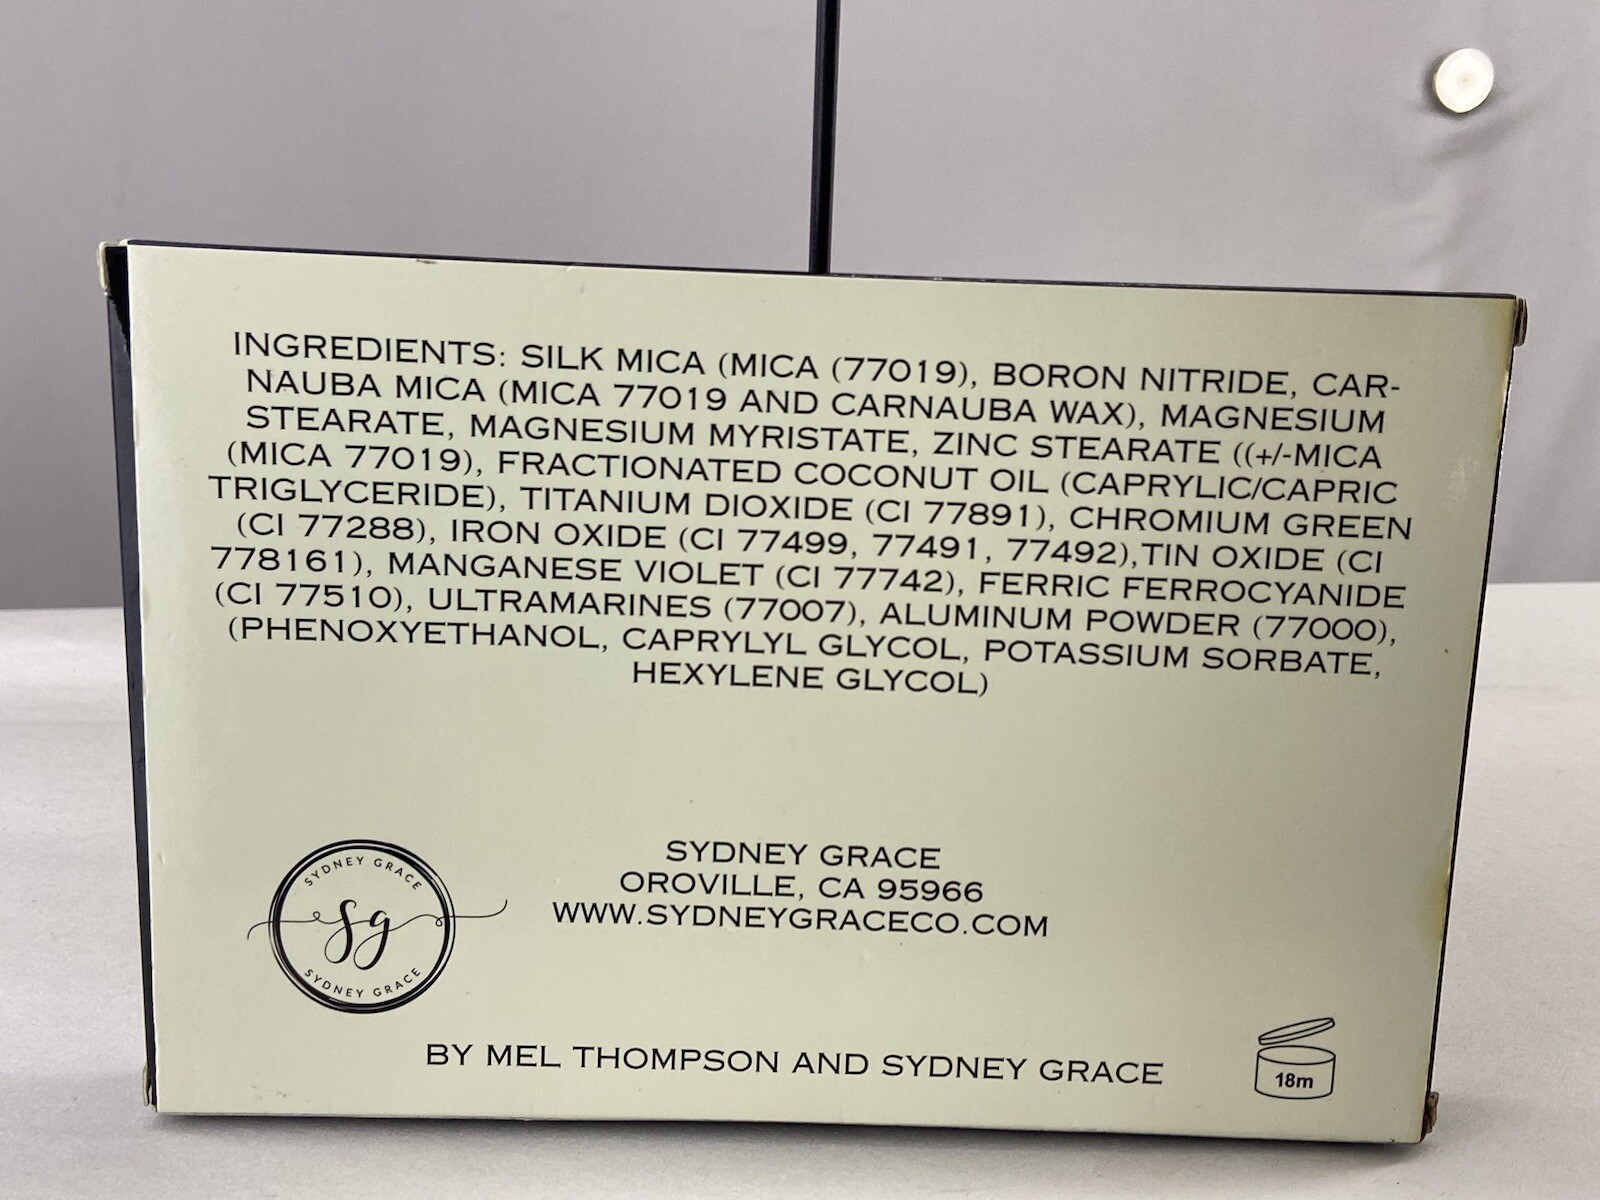 INGREDIENTS: SILK MICA (MICA (77019), BORON NITRIDE, CAR-
NAUBA MICA (MICA 77019 AND CARNAUBA WAX), MAGNESIUM
STEARATE, MAGNESIUM MYRISTATE, ZINC STEARATE ((+/-MICA
(MICA 77019), FRACTIONATED COCONUT OIL (CAPRYLIC/CAPRIC
TRIGLYCERIDE), TITANIUM DIOXIDE (CI 77891), CHROMIUM GREEN
(CI 77288), IRON OXIDE (CI 77499, 77491, 77492),TIN OXIDE (CI
778161), MANGANESE VIOLET (CI 77742), FERRIC FERROCYANIDE
(CI 77510), ULTRAMARINES (77007), ALUMINUM POWDER (77000),
(PHENOXYETHANOL, CAPRYLYL GLYCOL, POTASSIUM SORBATE,
HEXYLENE GLYCOL)
SYDNEY GRACE
sg
SYDNEY GRACE
SYDNEY GRACE
OROVILLE, CA 95966
WWW.SYDNEYGRACECO.COM
BY MEL THOMPSON AND SYDNEY GRACE
18m